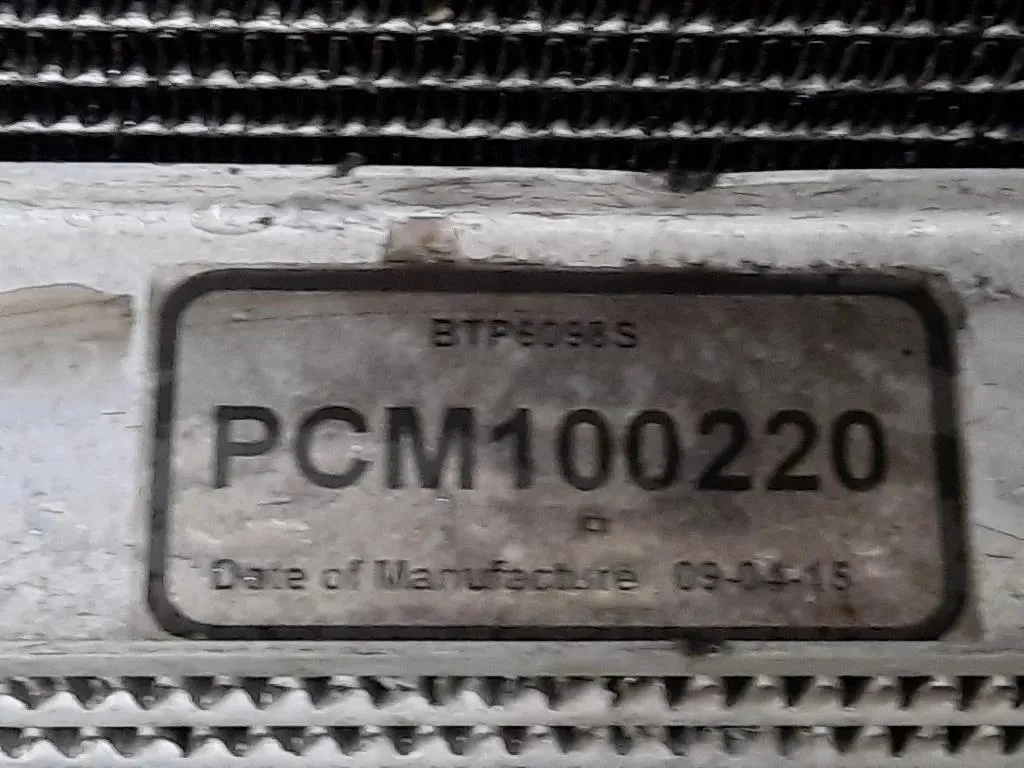 BTP6098S
PCM100220
Date of Manufacture 09-04-15